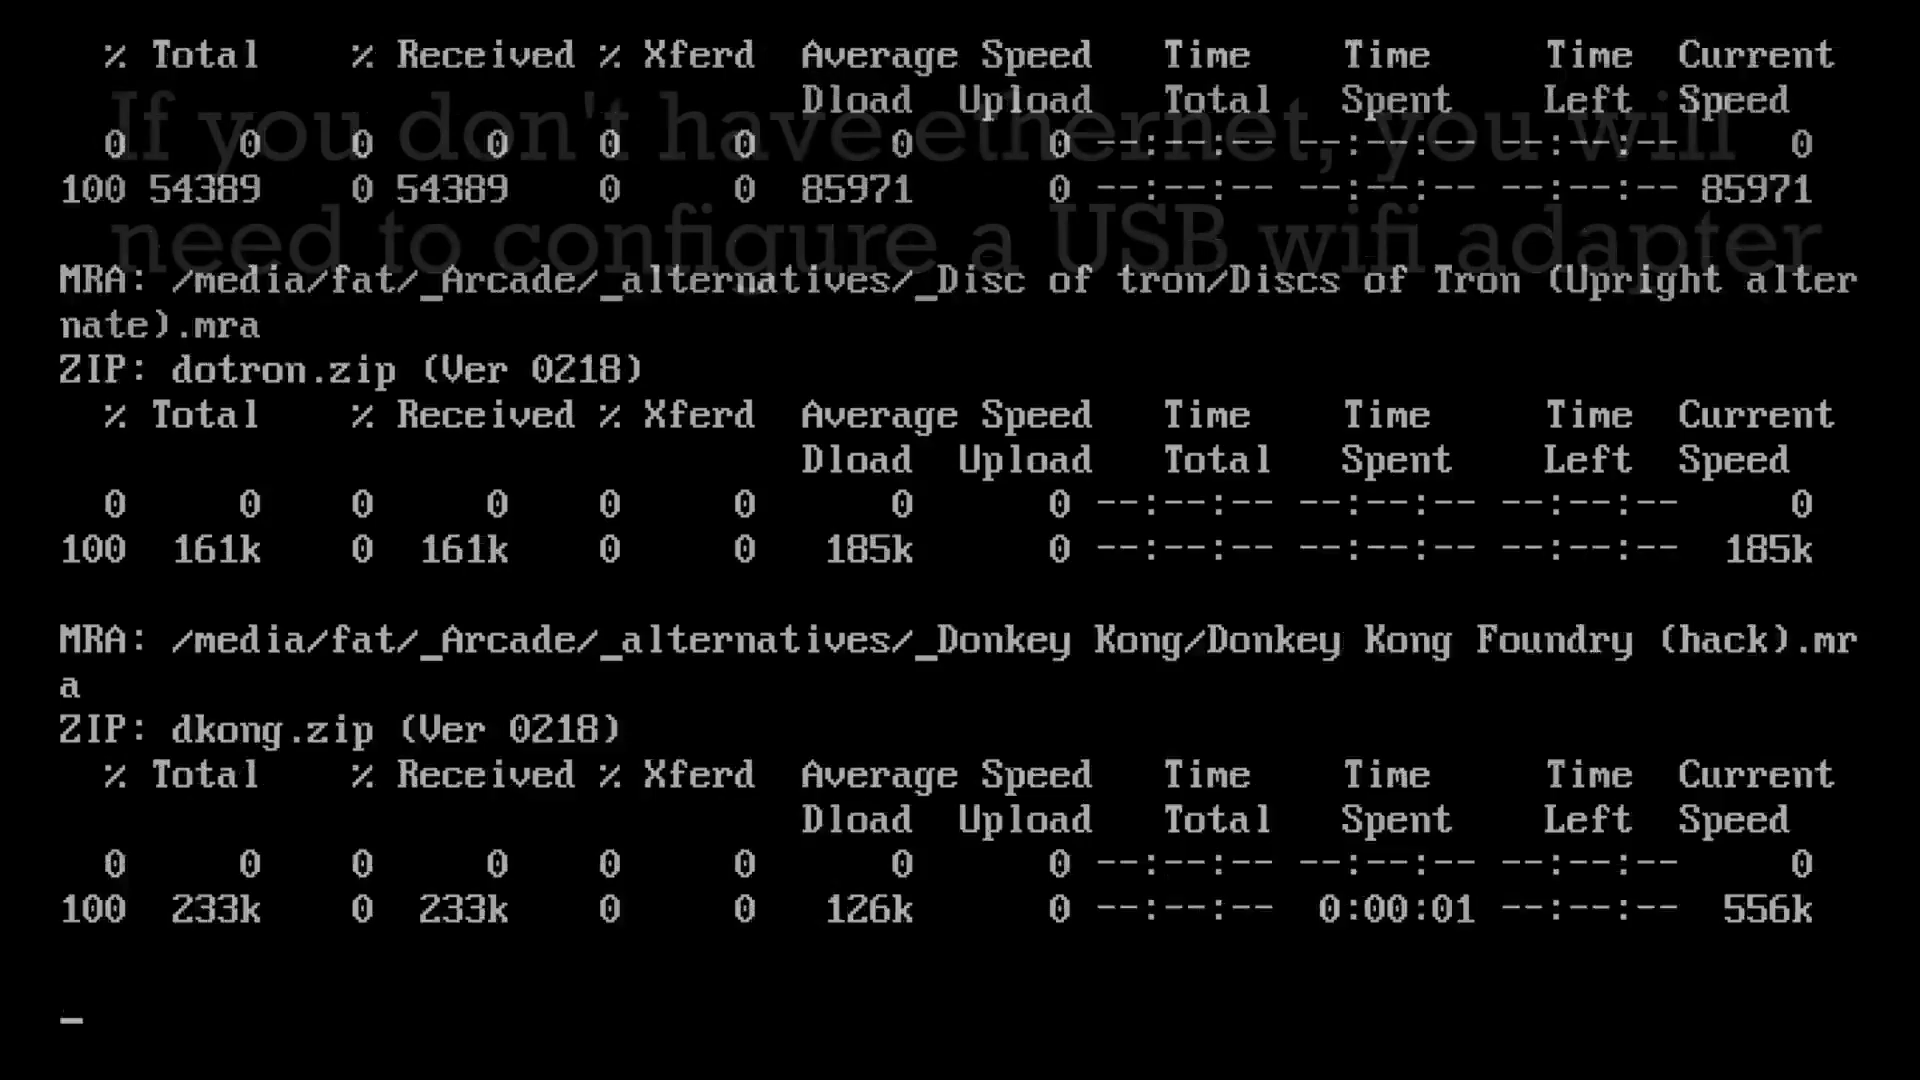 % Total % Received % Xferd Average Speed Time Time Time Current
Dload Upload Total Spent Left Speed
If you don't have ethernet, you will
0 0 0 0 0 0 0 0 --:--:-- --:--:-- --:--:-- 0
100 54389 0 54389 0 0 85971 0 --:--:-- --:--:-- --:--:-- 85971
need to configure a USB wifi adapter
MRA: /media/fat/_Arcade/_alternatives/_Disc of tron/Discs of Tron (Upright alter
nate).mra
ZIP: dotron.zip (Ver 0218)
% Total % Received % Xferd Average Speed Time Time Time Current
Dload Upload Total Spent Left Speed
0 0 0 0 0 0 0 0 --:--:-- --:--:-- --:--:-- 0
100 161k 0 161k 0 0 185k 0 --:--:-- --:--:-- --:--:-- 185k
MRA: /media/fat/_Arcade/_alternatives/_Donkey Kong/Donkey Kong Foundry (hack).mr
a
ZIP: dkong.zip (Ver 0218)
% Total % Received % Xferd Average Speed Time Time Time Current
Dload Upload Total Spent Left Speed
0 0 0 0 0 0 0 0 --:--:-- --:--:-- --:--:-- 0
100 233k 0 233k 0 0 126k 0 --:--:-- 0:00:01 --:--:-- 556k
_